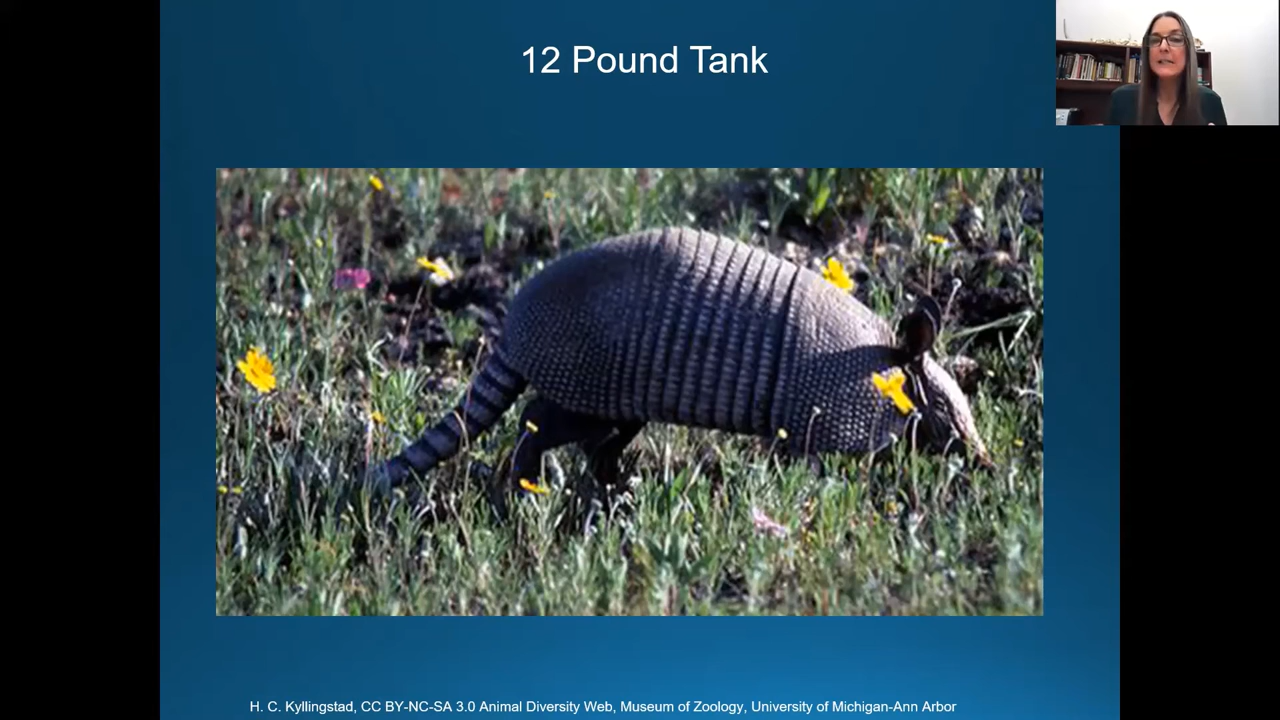 12 Pound Tank
H. C. Kyllingstad, CC BY-NC-SA 3.0 Animal Diversity Web, Museum of Zoology, University of Michigan-Ann Arbor